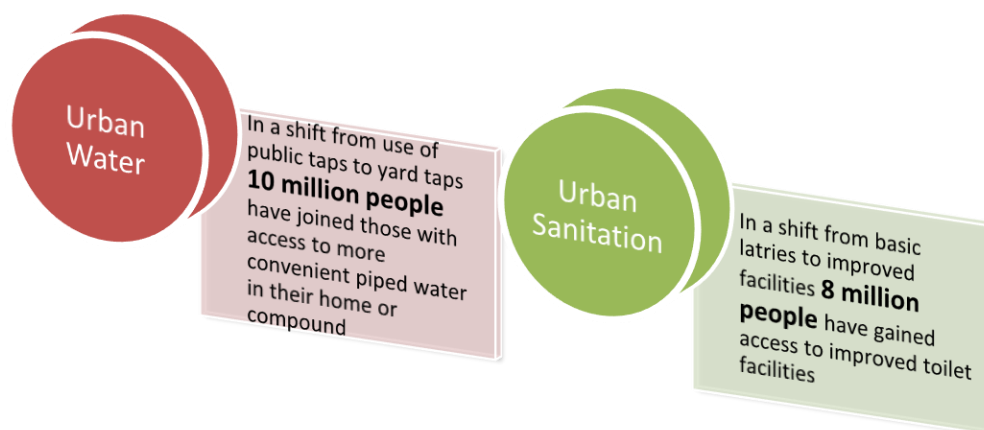 Urban
Water
In a shift from use of
public taps to yard taps
10 million people
have joined those with
access to more
convenient piped water
in their home or
compound
Urban
Sanitation
In a shift from basic
latries to improved
facilities 8 million
people have gained
access to improved toilet
facilities